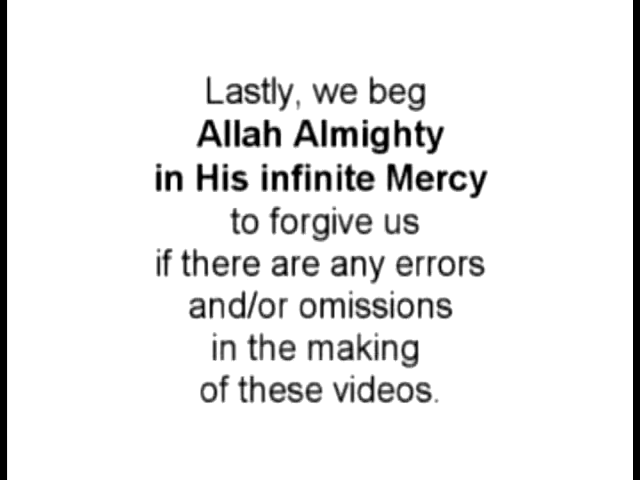 Lastly, we beg
Allah Almighty
in His infinite Mercy
to forgive us
if there are any errors
and/or omissions
in the making
of these videos.